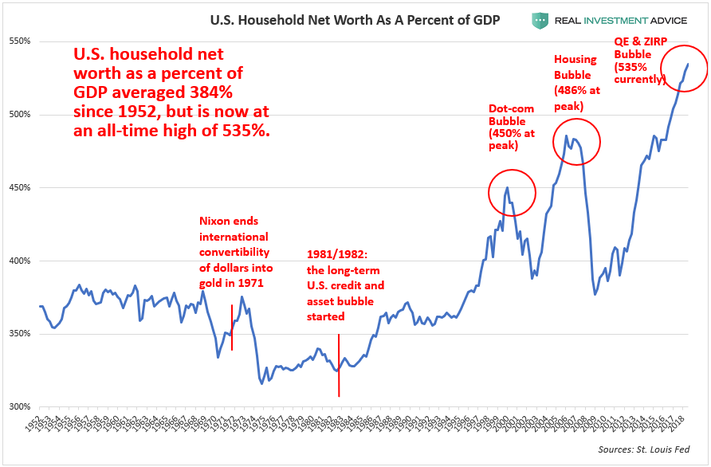 U.S. Household Net Worth As A Percent of GDP
REAL INVESTMENT ADVICE
550%
500%
450%
400%
350%
300%
U.S. household net
worth as a percent of
GDP averaged 384%
since 1952, but is now at
an all-time high of 535%.
Nixon ends
international
convertibility
of dollars into
gold in 1971
1981/1982:
the long-term
U.S. credit and
asset bubble
started
Dot-com
Bubble
(450% at
peak)
Housing
Bubble
(486% at
peak)
QE & ZIRP
Bubble
(535%
currently)
Sources: St. Louis Fed